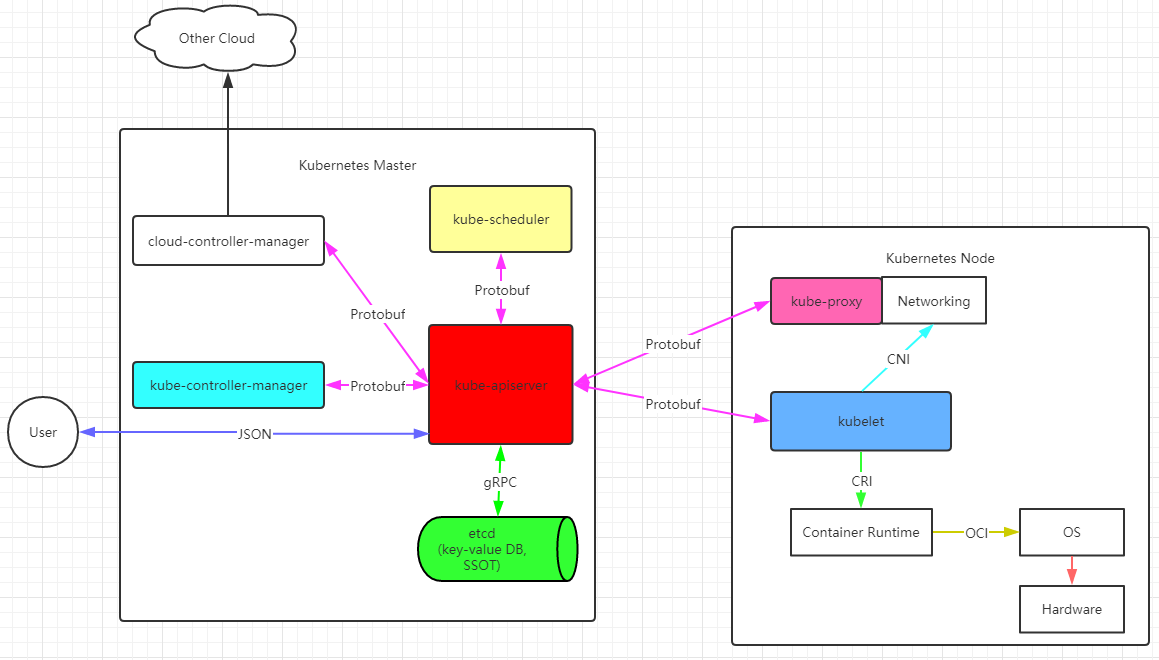 Other Cloud
Kubernetes Master
kube-scheduler
cloud-controller-manager
Protobuf
Protobuf
kube-controller-manager
Protobuf
kube-apiserver
User
JSON
gRPC
etcd
(key-value DB,
SSOT)
Protobuf
Protobuf
Kubernetes Node
kube-proxy
Networking
CNI
kubelet
CRI
Container Runtime
OCI
OS
Hardware